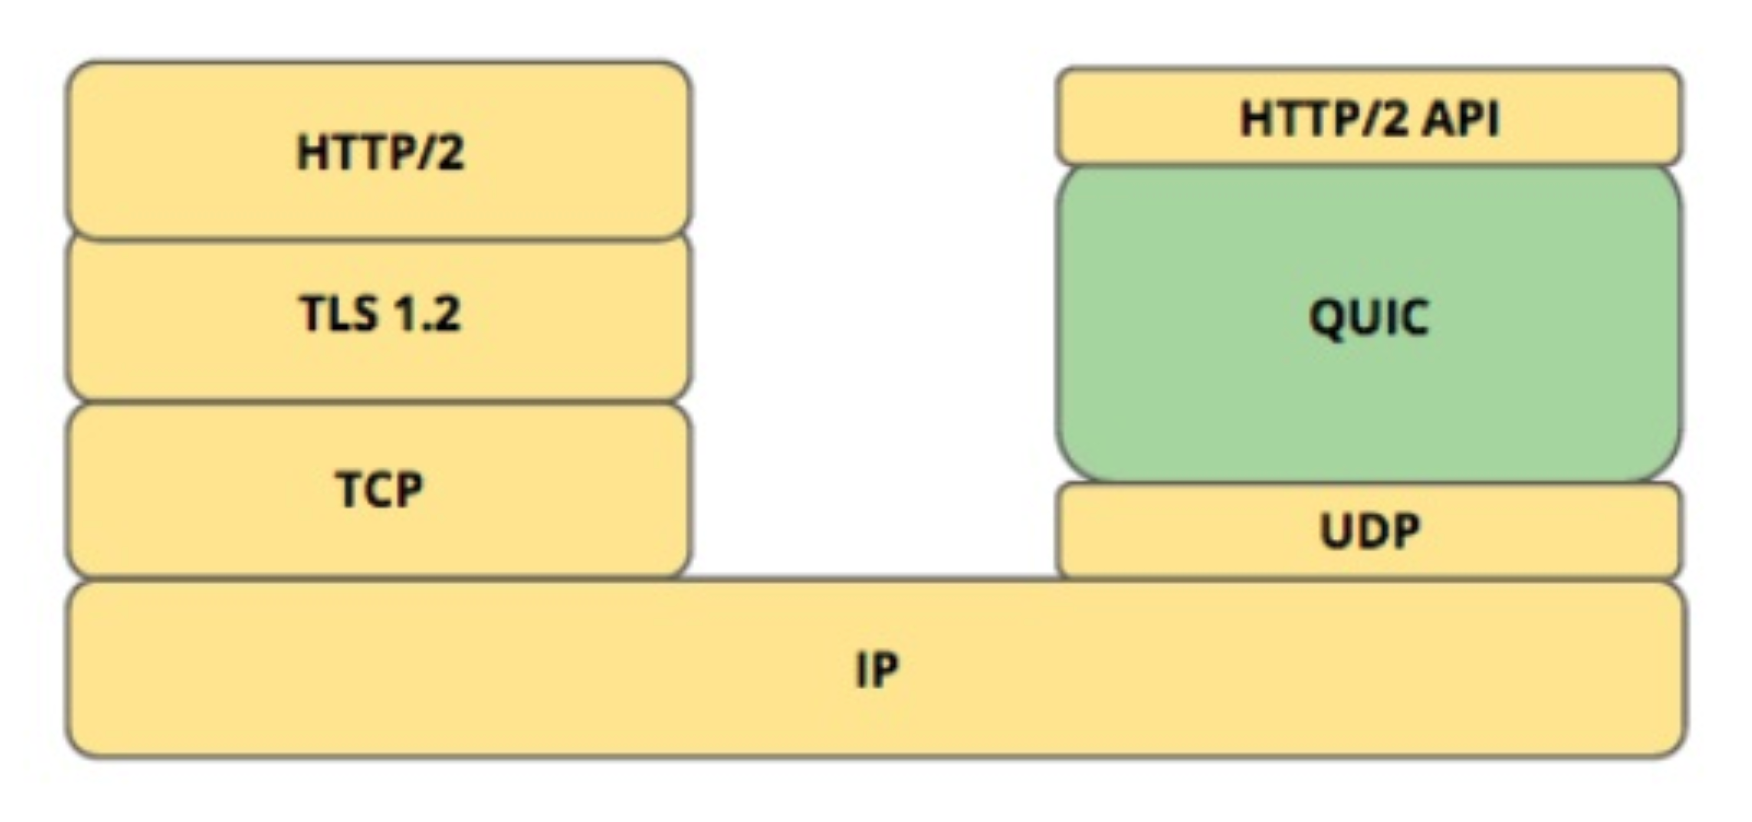 HTTP/2
TLS 1.2
TCP
HTTP/2 API
QUIC
UDP
IP